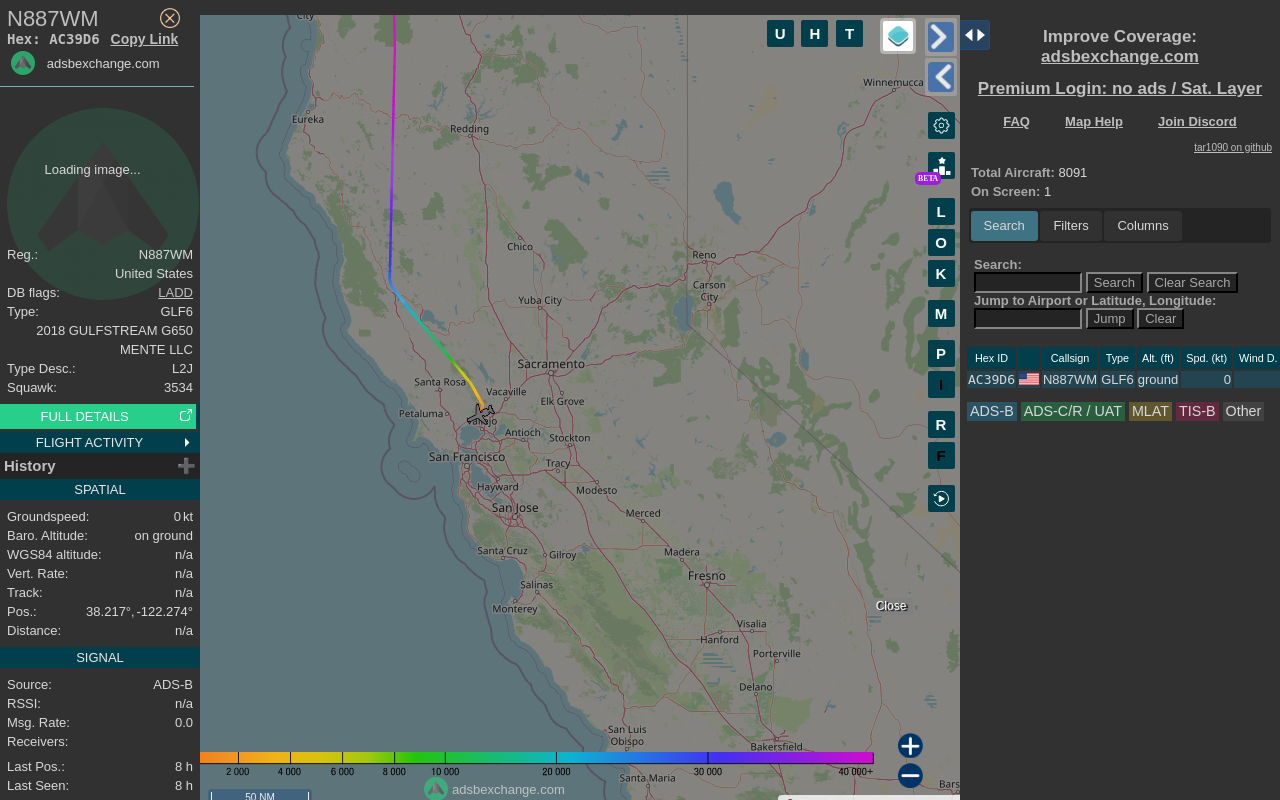 N887WM
Hex: AC39D6 Copy Link
adsbexchange.com
Loading image...
Reg.: N887WM
United States
DB flags: LADD
Type: GLF6
2018 GULFSTREAM G650
MENTE LLC
Type Desc.: L2J
Squawk: 3534
FULL DETAILS
FLIGHT ACTIVITY
History
SPATIAL
Groundspeed: 0 kt
Baro. Altitude: on ground
WGS84 altitude: n/a
Vert. Rate: n/a
Track: n/a
Pos.: 38.217°, -122.274°
Distance: n/a
SIGNAL
Source: ADS-B
RSSI: n/a
Msg. Rate: 0.0
Receivers:
Last Pos.: 8 h
Last Seen: 8 h
City
U H T
Winnemucca
Eureka
Redding
BETA
L
O
K
M
P
I
R
F
Chico
Reno
Carson
City
Yuba City
Sacramento
Santa Rosa
Vacaville
Elk Grove
Petaluma
Vallejo
Antioch
Stockton
San Francisco
Tracy
Hayward
Modesto
San Jose
Merced
Santa Cruz
Gilroy
Madera
Fresno
Salinas
Monterey
Close
Visalia
Hanford
Porterville
Delano
San Luis
Obispo
Bakersfield
2 000 4 000 6 000 8 000 10 000 20 000 30 000 40 000+
Santa Maria
Bars
adsbexchange.com
50 NM
Improve Coverage:
adsbexchange.com
Premium Login: no ads / Sat. Layer
FAQ Map Help Join Discord
tar1090 on github
Total Aircraft: 8091
On Screen: 1
Search Filters Columns
Search:
Search Clear Search
Jump to Airport or Latitude, Longitude:
Jump Clear
Hex ID Callsign Type Alt. (ft) Spd. (kt) Wind D.
AC39D6 N887WM GLF6 ground 0
ADS-B ADS-C/R / UAT MLAT TIS-B Other